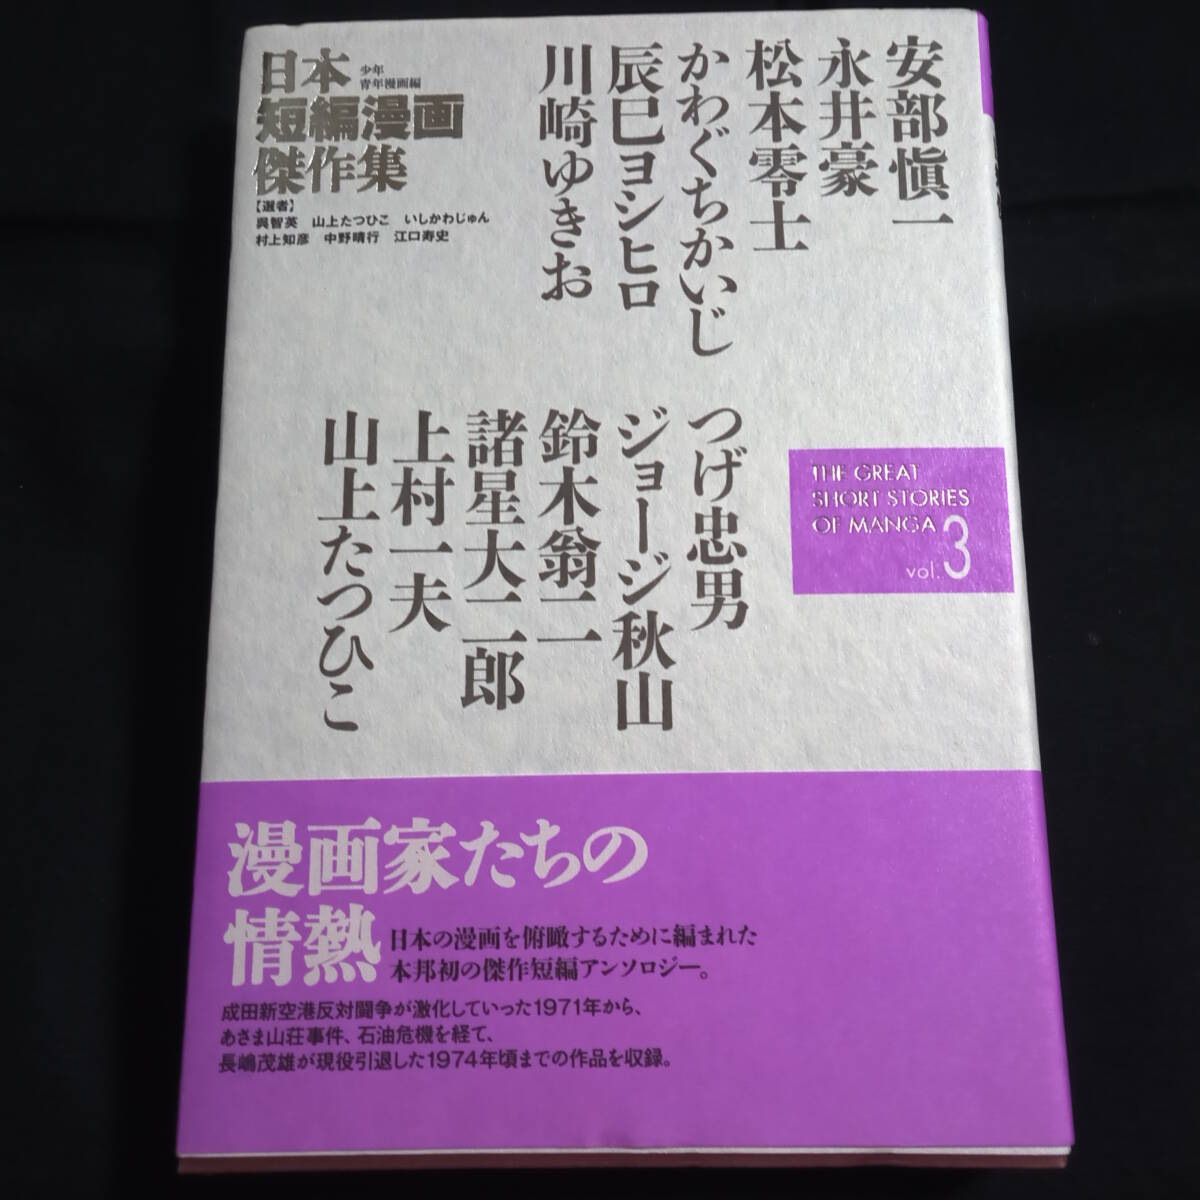 日本
少年
青年漫画編
短編漫画
傑作集
【選者】
呉智英 山上たつひこ いしかわじゅん
村上知彦 中野晴行 江口寿史
安部愼一
永井豪
松本零士
かわぐちかいじ
辰巳ヨシヒロ
川崎ゆきお
つげ忠男
ジョージ秋山
鈴木翁二
諸星大二郎
上村一夫
山上たつひこ
THE GREAT
SHORT STORIES
OF MANGA
vol.3
漫画家たちの
情熱
日本の漫画を俯瞰するために編まれた
本邦初の傑作短編アンソロジー。
成田新空港反対闘争が激化していった1971年から、
あさま山荘事件、石油危機を経て、
長嶋茂雄が現役引退した1974年頃までの作品を収録。